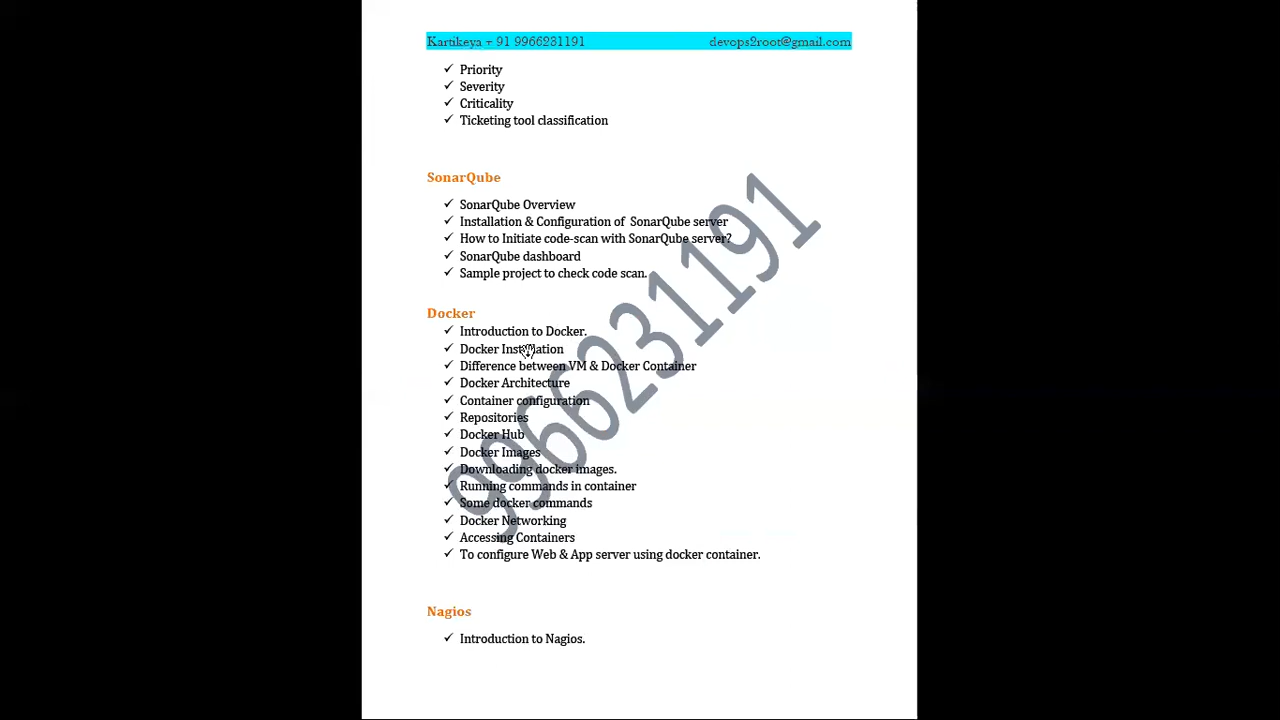 Kartikeya + 91 9966231191 devops2root@gmail.com
✓ Priority
✓ Severity
✓ Criticality
✓ Ticketing tool classification
SonarQube
✓ SonarQube Overview
✓ Installation & Configuration of SonarQube server
✓ How to Initiate code-scan with SonarQube server?
✓ SonarQube dashboard
✓ Sample project to check code scan.
Docker
✓ Introduction to Docker.
✓ Docker Installation
✓ Difference between VM & Docker Container
✓ Docker Architecture
✓ Container configuration
✓ Repositories
✓ Docker Hub
✓ Docker Images
✓ Downloading docker images.
✓ Running commands in container
✓ Some docker commands
✓ Docker Networking
✓ Accessing Containers
✓ To configure Web & App server using docker container.
Nagios
✓ Introduction to Nagios.
9966231191